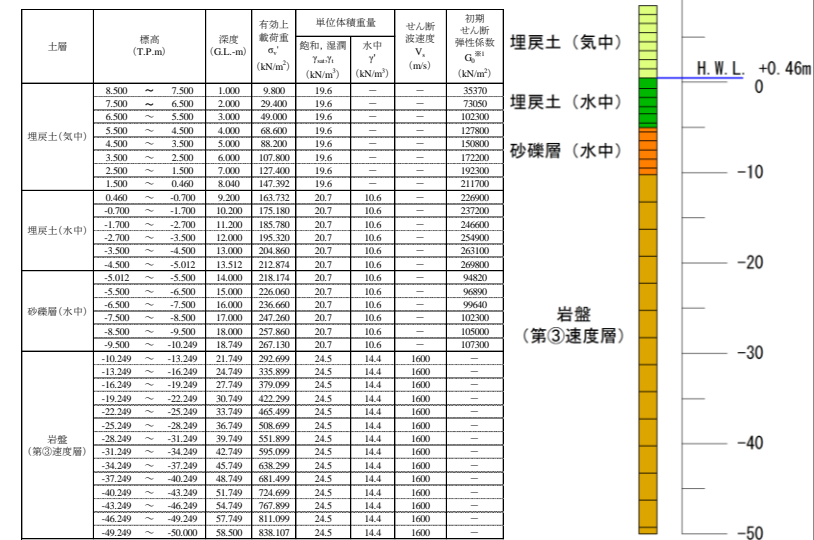 土層 標高 (T.P.m) 深度 (G.L.-m) 有効上載荷重 σv' (kN/m²) 単位体積重量 飽和, 湿潤 γsat,γt (kN/m³) 水中 γ' (kN/m³) せん断波速度 Vs (m/s) 初期せん断弾性係数 G0※1 (kN/m²)
埋戻土(気中)
8.500 ～ 7.500 1.000 9.800 19.6 － － 35370
7.500 ～ 6.500 2.000 29.400 19.6 － － 73050
6.500 ～ 5.500 3.000 49.000 19.6 － － 102300
5.500 ～ 4.500 4.000 68.600 19.6 － － 127800
4.500 ～ 3.500 5.000 88.200 19.6 － － 150800
3.500 ～ 2.500 6.000 107.800 19.6 － － 172200
2.500 ～ 1.500 7.000 127.400 19.6 － － 192300
1.500 ～ 0.460 8.040 147.392 19.6 － － 211700
埋戻土(水中)
0.460 ～ -0.700 9.200 163.732 20.7 10.6 － 226900
-0.700 ～ -1.700 10.200 175.180 20.7 10.6 － 237200
-1.700 ～ -2.700 11.200 185.780 20.7 10.6 － 246600
-2.700 ～ -3.500 12.000 195.320 20.7 10.6 － 254900
-3.500 ～ -4.500 13.000 204.860 20.7 10.6 － 263100
-4.500 ～ -5.012 13.512 212.874 20.7 10.6 － 269800
砂礫層(水中)
-5.012 ～ -5.500 14.000 218.174 20.7 10.6 － 94820
-5.500 ～ -6.500 15.000 226.060 20.7 10.6 － 96890
-6.500 ～ -7.500 16.000 236.660 20.7 10.6 － 99640
-7.500 ～ -8.500 17.000 247.260 20.7 10.6 － 102300
-8.500 ～ -9.500 18.000 257.860 20.7 10.6 － 105000
-9.500 ～ -10.249 18.749 267.130 20.7 10.6 － 107300
岩盤
(第③速度層)
-10.249 ～ -13.249 21.749 292.699 24.5 14.4 1600 －
-13.249 ～ -16.249 24.749 335.899 24.5 14.4 1600 －
-16.249 ～ -19.249 27.749 379.099 24.5 14.4 1600 －
-19.249 ～ -22.249 30.749 422.299 24.5 14.4 1600 －
-22.249 ～ -25.249 33.749 465.499 24.5 14.4 1600 －
-25.249 ～ -28.249 36.749 508.699 24.5 14.4 1600 －
-28.249 ～ -31.249 39.749 551.899 24.5 14.4 1600 －
-31.249 ～ -34.249 42.749 595.099 24.5 14.4 1600 －
-34.249 ～ -37.249 45.749 638.299 24.5 14.4 1600 －
-37.249 ～ -40.249 48.749 681.499 24.5 14.4 1600 －
-40.249 ～ -43.249 51.749 724.699 24.5 14.4 1600 －
-43.249 ～ -46.249 54.749 767.899 24.5 14.4 1600 －
-46.249 ～ -49.249 57.749 811.099 24.5 14.4 1600 －
-49.249 ～ -50.000 58.500 838.107 24.5 14.4 1600 －
埋戻土（気中）
H.W.L. +0.46m
0
埋戻土（水中）
砂礫層（水中）
-10
-20
岩盤
（第③速度層）
-30
-40
-50